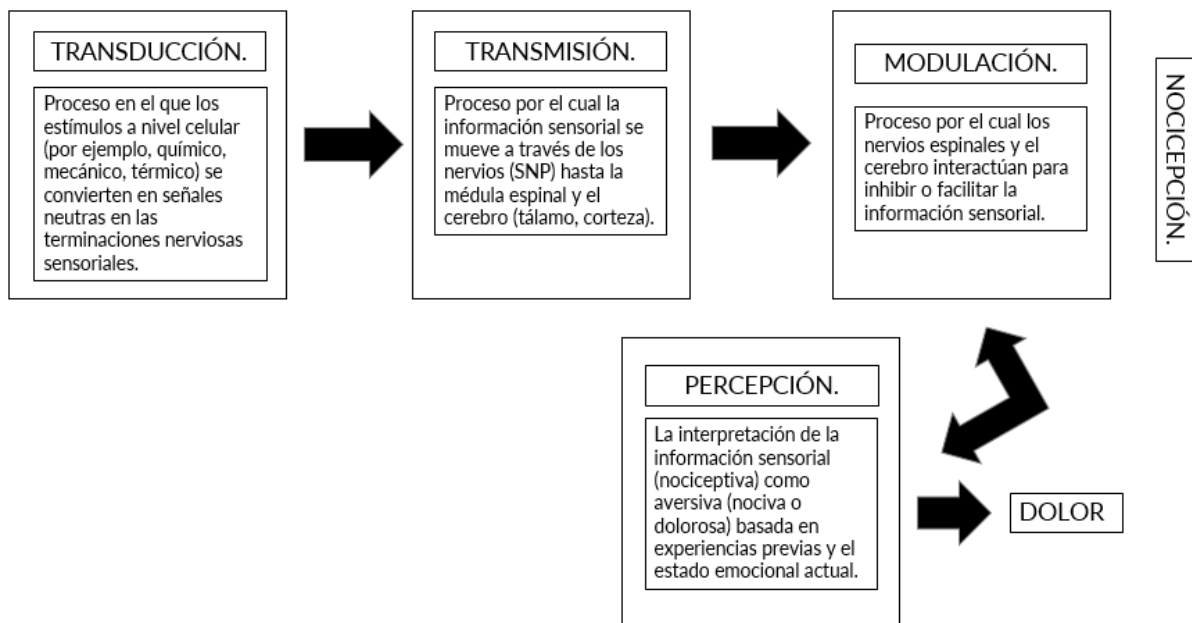 TRANSDUCCIÓN.
Proceso en el que los
estímulos a nivel celular
(por ejemplo, químico,
mecánico, térmico) se
convierten en señales
neutras en las
terminaciones nerviosas
sensoriales.
TRANSMISIÓN.
Proceso por el cual la
información sensorial se
mueve a través de los
nervios (SNP) hasta la
médula espinal y el
cerebro (tálamo, corteza).
MODULACIÓN.
Proceso por el cual los
nervios espinales y el
cerebro interactúan para
inhibir o facilitar la
información sensorial.
NOCICEPCIÓN.
PERCEPCIÓN.
La interpretación de la
información sensorial
(nociceptiva) como
aversiva (nociva o
dolorosa) basada en
experiencias previas y el
estado emocional actual.
DOLOR